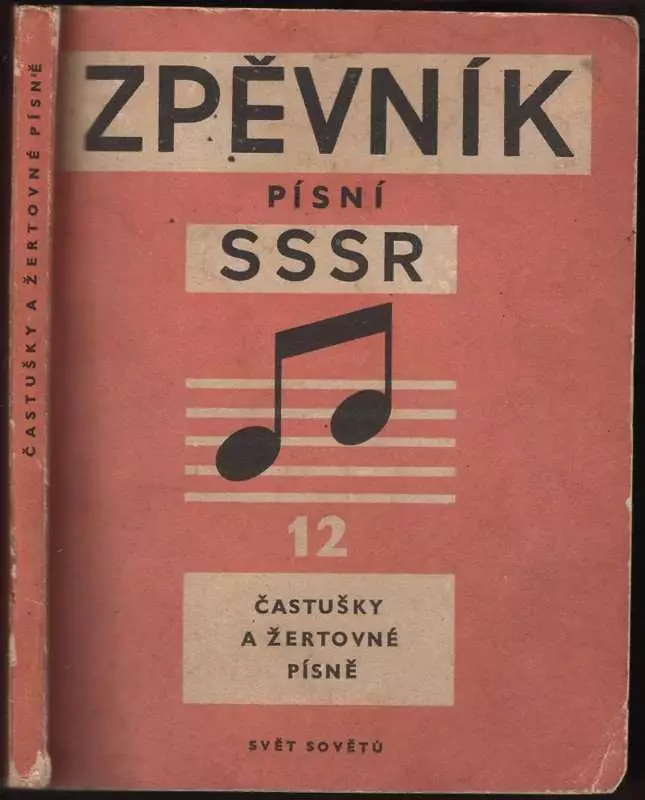 ČASTUŠKY A ŽERTOVNÉ PÍSNĚ
ZPĚVNÍK
PÍSNÍ
SSSR
12
ČASTUŠKY
A ŽERTOVNÉ
PÍSNĚ
SVĚT SOVĚTŮ